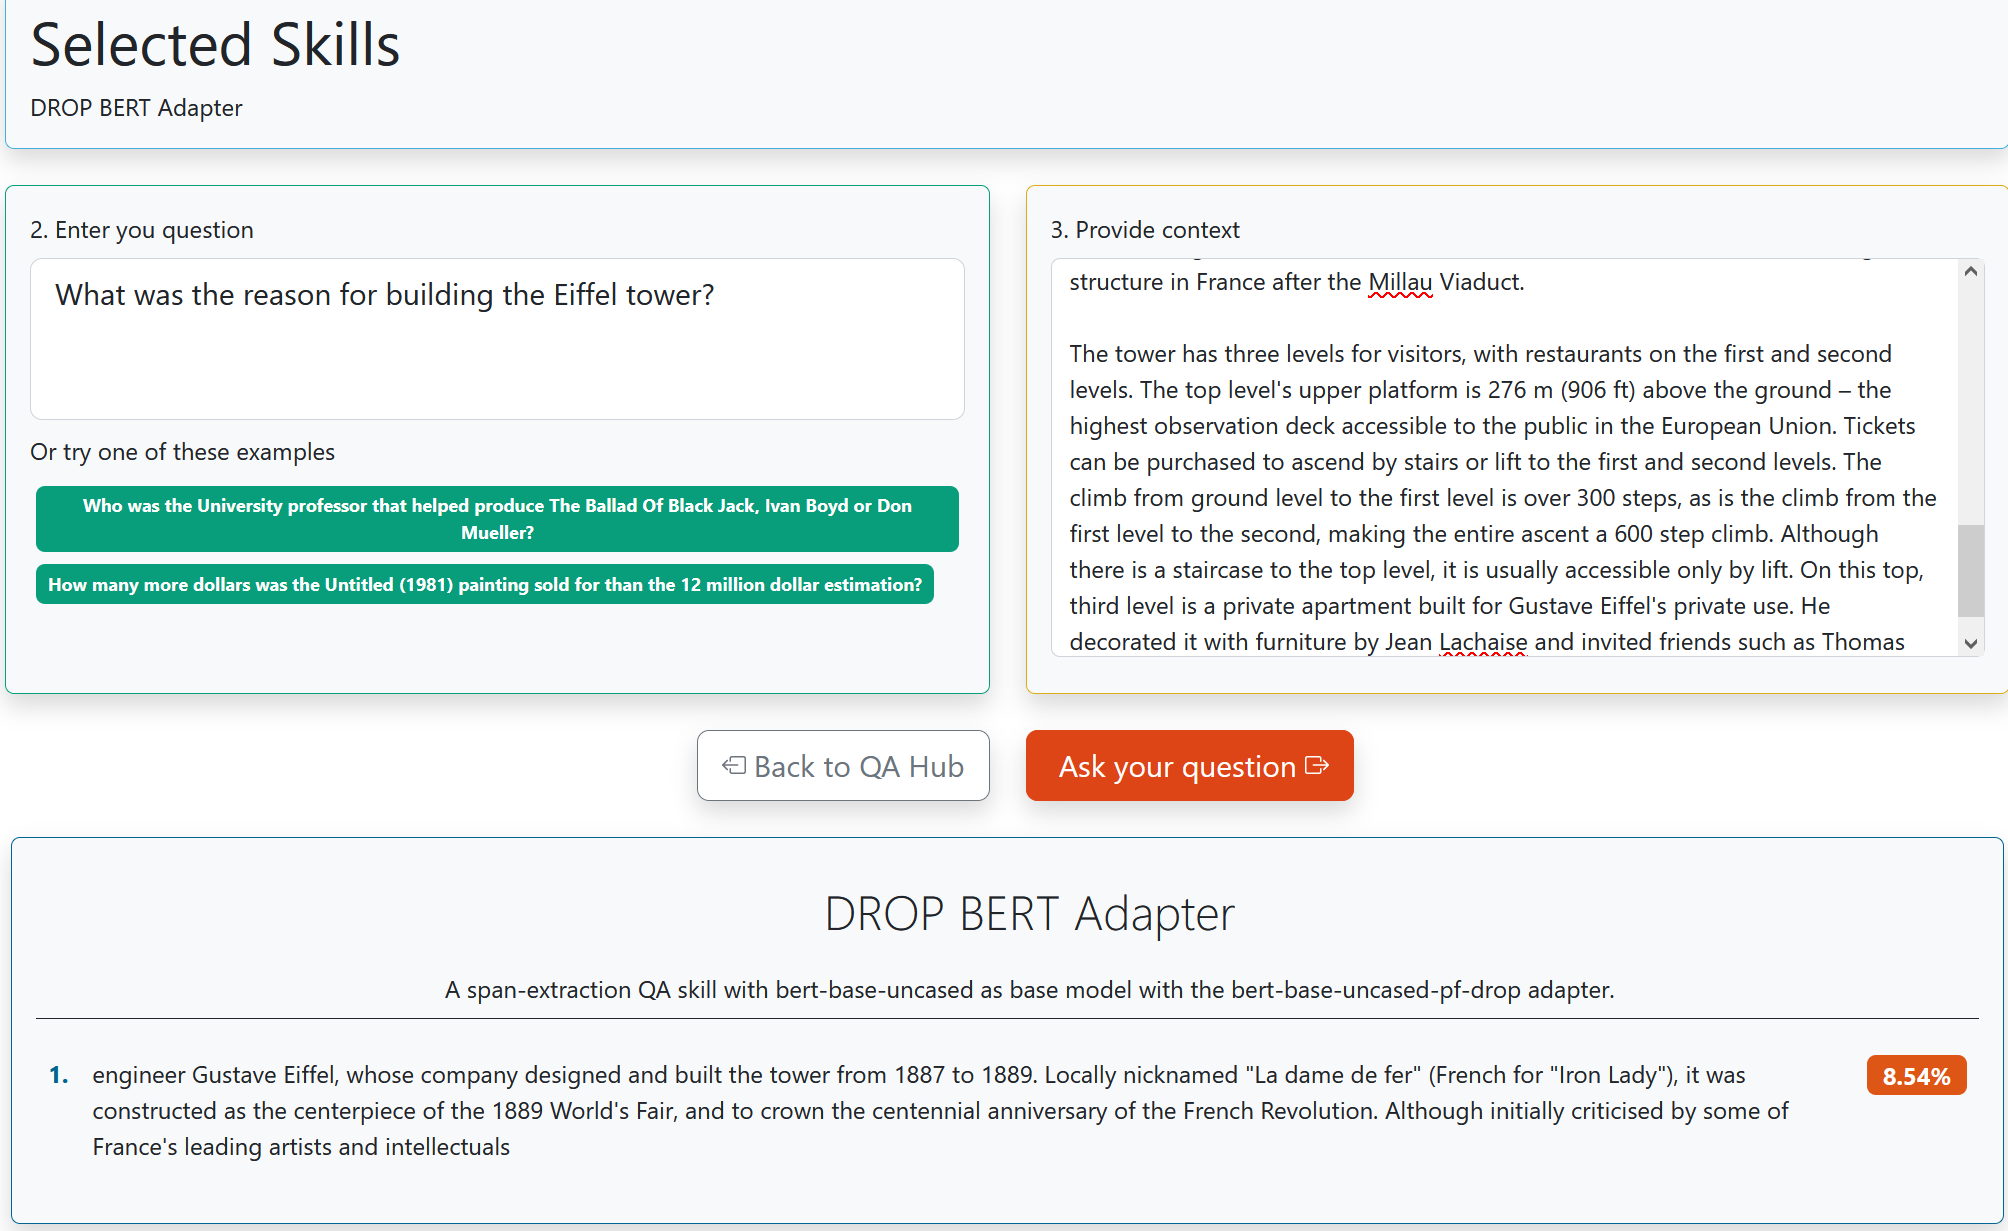 Selected Skills
DROP BERT Adapter
2. Enter you question
What was the reason for building the Eiffel tower?
Or try one of these examples
Who was the University professor that helped produce The Ballad Of Black Jack, Ivan Boyd or Don
Mueller?
How many more dollars was the Untitled (1981) painting sold for than the 12 million dollar estimation?
3. Provide context
structure in France after the Millau Viaduct.
The tower has three levels for visitors, with restaurants on the first and second
levels. The top level's upper platform is 276 m (906 ft) above the ground – the
highest observation deck accessible to the public in the European Union. Tickets
can be purchased to ascend by stairs or lift to the first and second levels. The
climb from ground level to the first level is over 300 steps, as is the climb from the
first level to the second, making the entire ascent a 600 step climb. Although
there is a staircase to the top level, it is usually accessible only by lift. On this top,
third level is a private apartment built for Gustave Eiffel's private use. He
decorated it with furniture by Jean Lachaise and invited friends such as Thomas
Back to QA Hub
Ask your question
DROP BERT Adapter
A span-extraction QA skill with bert-base-uncased as base model with the bert-base-uncased-pf-drop adapter.
1. engineer Gustave Eiffel, whose company designed and built the tower from 1887 to 1889. Locally nicknamed "La dame de fer" (French for "Iron Lady"), it was
constructed as the centerpiece of the 1889 World's Fair, and to crown the centennial anniversary of the French Revolution. Although initially criticised by some of
France's leading artists and intellectuals
8.54%